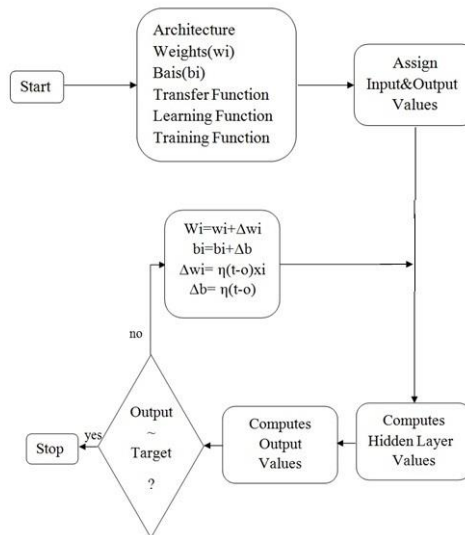 Start
Architecture
Weights(wi)
Bais(bi)
Transfer Function
Learning Function
Training Function
Assign
Input&Output
Values
Wi=wi+Δwi
bi=bi+Δb
Δwi= η(t-o)xi
Δb= η(t-o)
no
Output
~
Target
?
yes
Stop
Computes
Output
Values
Computes
Hidden Layer
Values